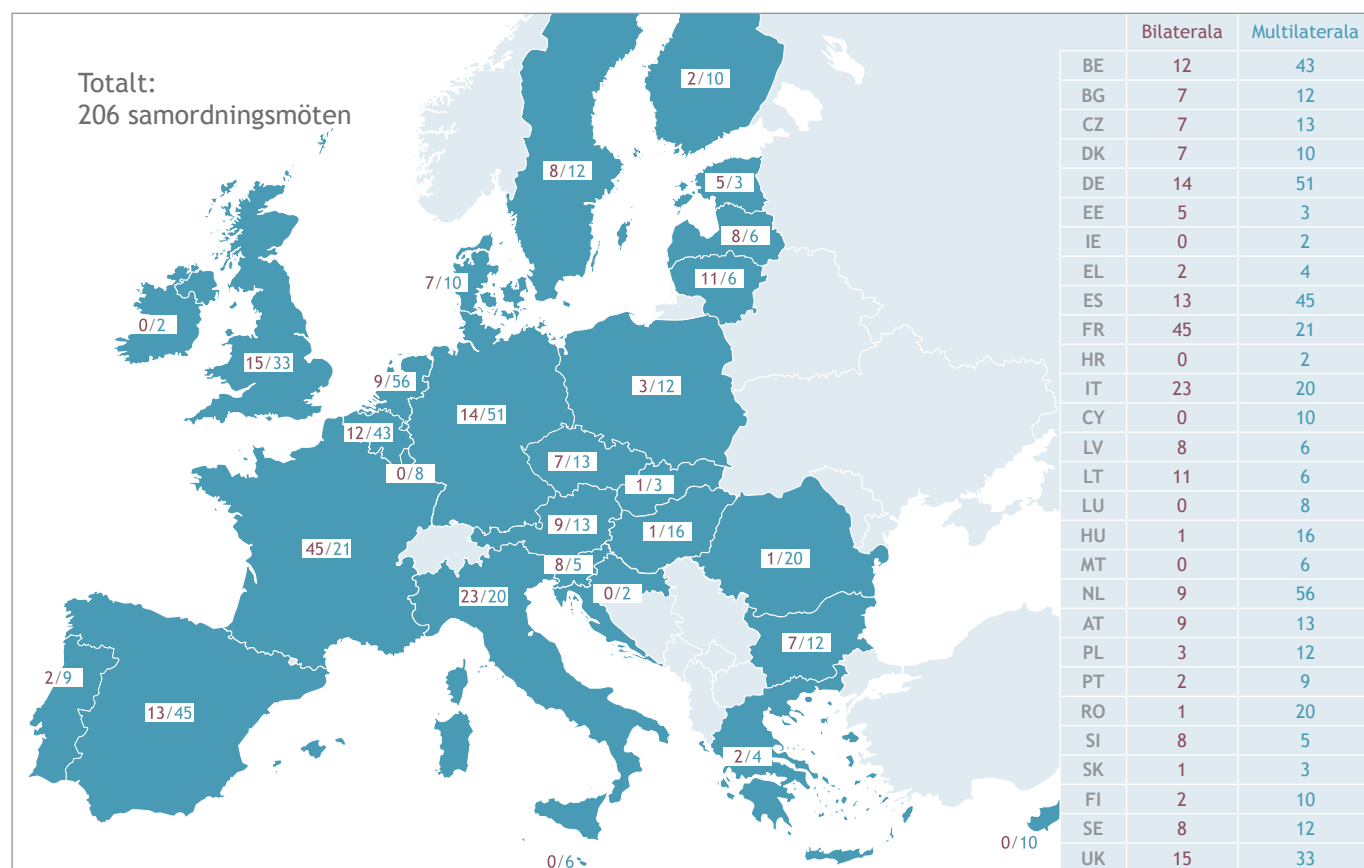 Totalt:
206 samordningsmöten
2/10
8/12
5/3
8/6
11/6
7/10
0/2
15/33
9/56
3/12
14/51
12/43
0/8
7/13
1/3
9/13
1/16
45/21
8/5
1/20
23/20
0/2
7/12
2/9
13/45
2/4
0/10
0/6
Bilaterala Multilaterala
BE 12 43
BG 7 12
CZ 7 13
DK 7 10
DE 14 51
EE 5 3
IE 0 2
EL 2 4
ES 13 45
FR 45 21
HR 0 2
IT 23 20
CY 0 10
LV 8 6
LT 11 6
LU 0 8
HU 1 16
MT 0 6
NL 9 56
AT 9 13
PL 3 12
PT 2 9
RO 1 20
SI 8 5
SK 1 3
FI 2 10
SE 8 12
UK 15 33